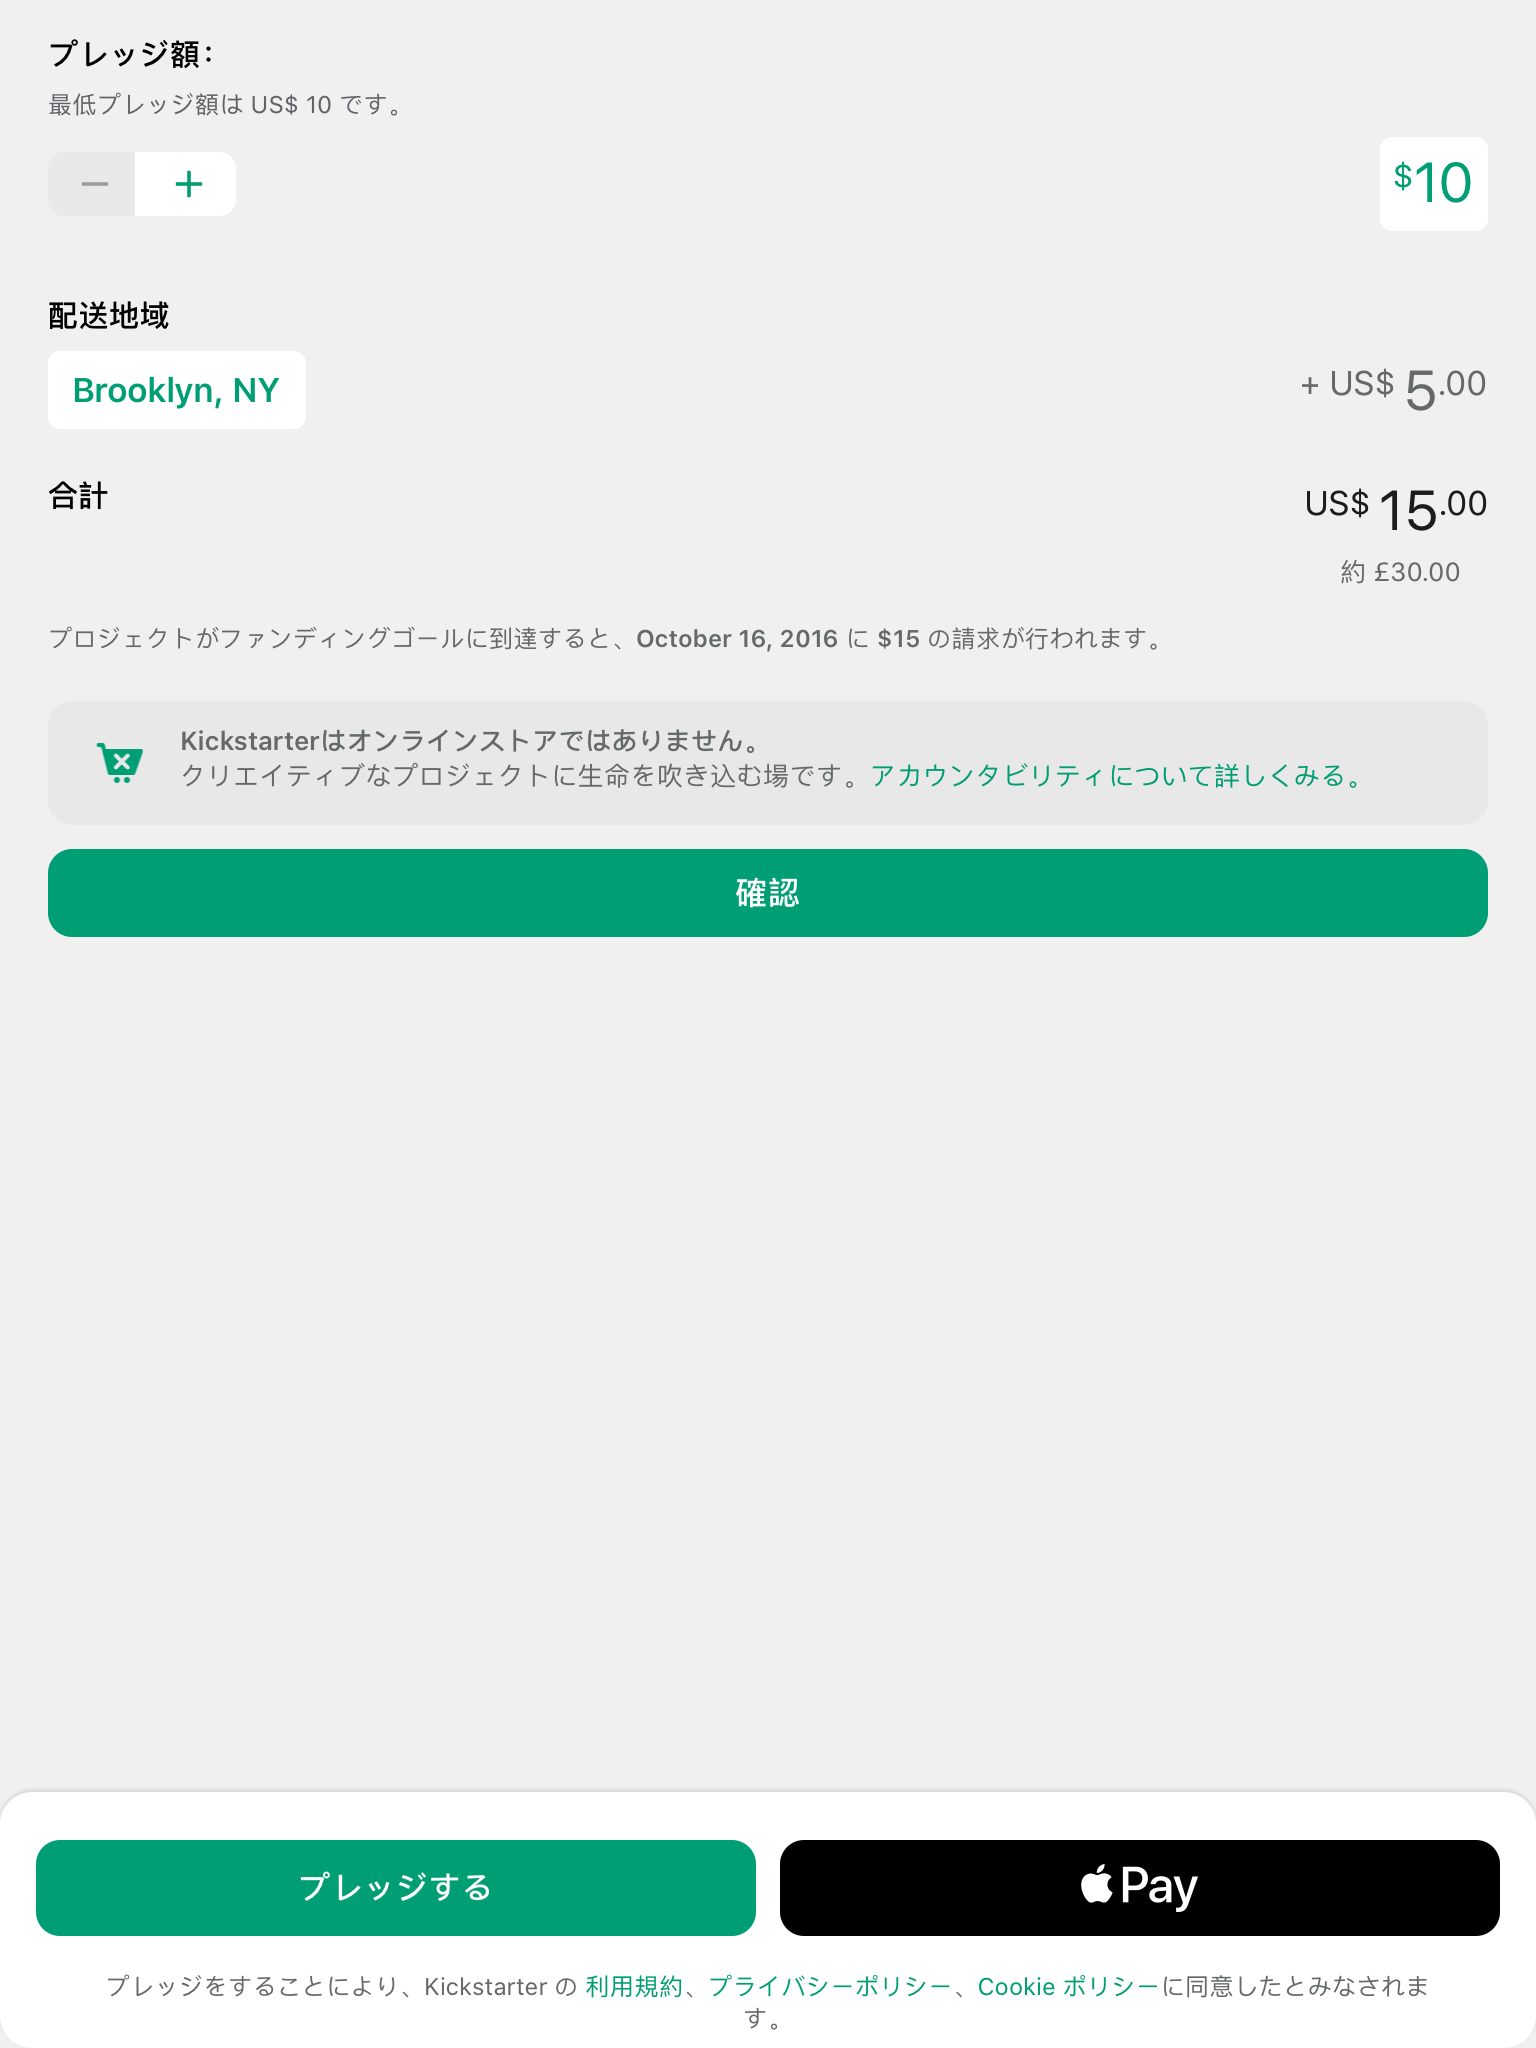 プレッジ額：
最低プレッジ額は US$ 10 です。
$10
配送地域
Brooklyn, NY
+ US$ 5.00
合計
US$ 15.00
約 £30.00
プロジェクトがファンディングゴールに到達すると、October 16, 2016 に $15 の請求が行われます。
Kickstarterはオンラインストアではありません。
クリエイティブなプロジェクトに生命を吹き込む場です。アカウンタビリティについて詳しくみる。
確認
プレッジする
Pay
プレッジをすることにより、Kickstarter の 利用規約、プライバシーポリシー、Cookie ポリシーに同意したとみなされま
す。